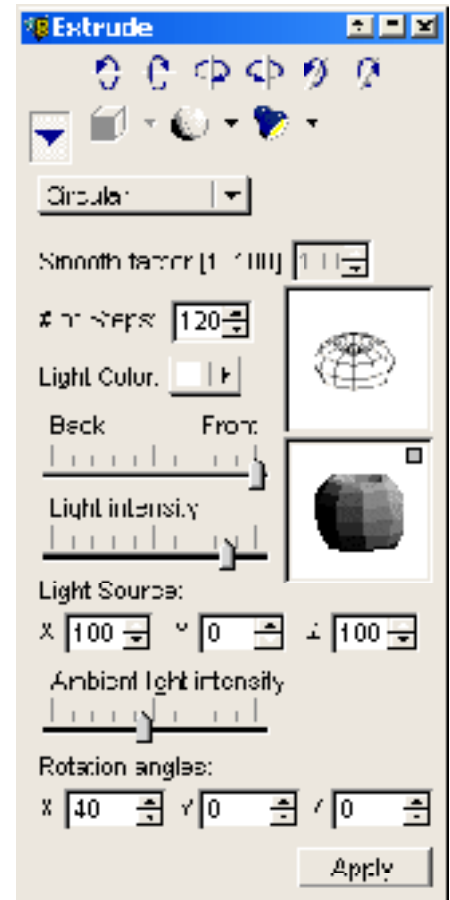 Extrude
Circular
Smooth factor [1..100]
# of Steps: 120
Light Color:
Back Front
Light intensity
Light Source:
X 100 Y 0 Z 100
Ambient light intensity
Rotation angles:
X 40 Y 0 Z 0
Apply